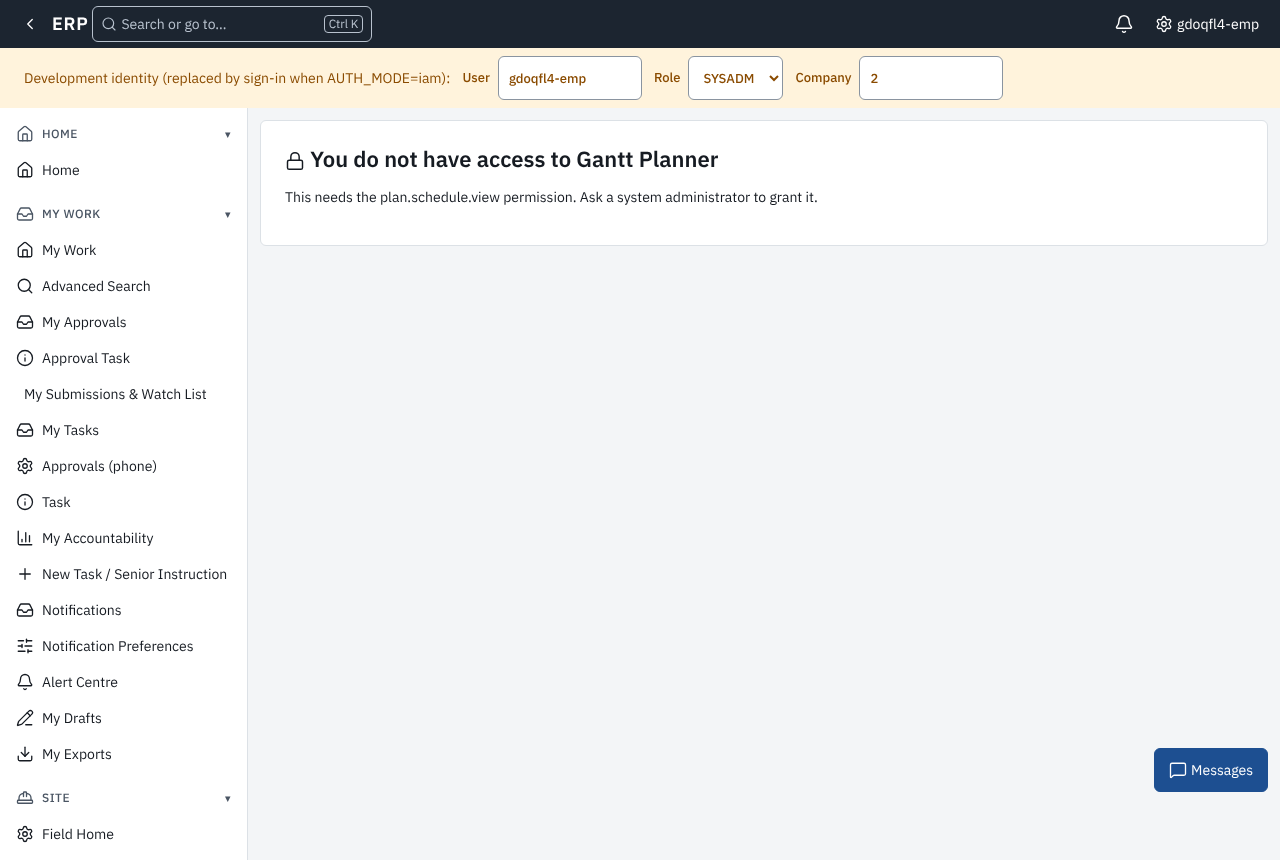 ERP
Search or go to...
Ctrl K
gdoqfl4-emp
Development identity (replaced by sign-in when AUTH_MODE=iam):
User
gdoqfl4-emp
Role
SYSADM
Company
2
HOME
Home
MY WORK
My Work
Advanced Search
My Approvals
Approval Task
My Submissions & Watch List
My Tasks
Approvals (phone)
Task
My Accountability
New Task / Senior Instruction
Notifications
Notification Preferences
Alert Centre
My Drafts
My Exports
SITE
Field Home
You do not have access to Gantt Planner
This needs the plan.schedule.view permission. Ask a system administrator to grant it.
Messages